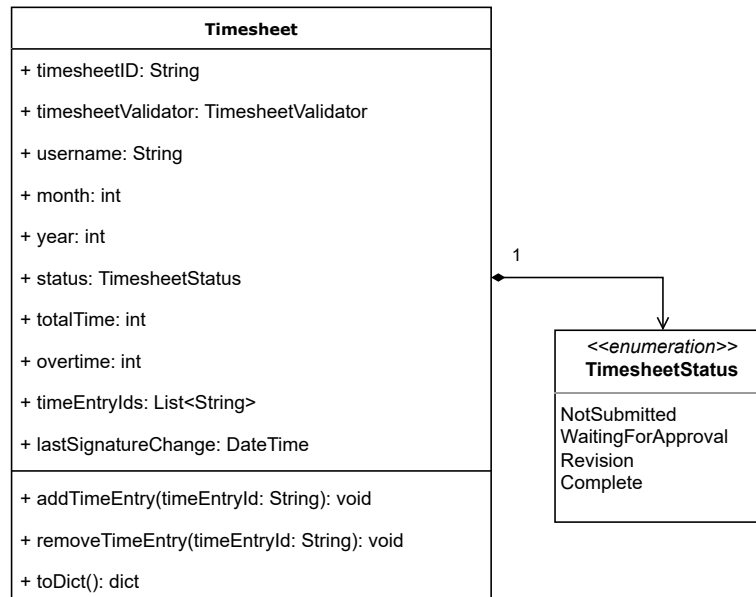 Timesheet
+ timesheetID: String
+ timesheetValidator: TimesheetValidator
+ username: String
+ month: int
+ year: int
+ status: TimesheetStatus
+ totalTime: int
+ overtime: int
+ timeEntryIds: List<String>
+ lastSignatureChange: DateTime
+ addTimeEntry(timeEntryId: String): void
+ removeTimeEntry(timeEntryId: String): void
+ toDict(): dict
1
<<enumeration>>
TimesheetStatus
NotSubmitted
WaitingForApproval
Revision
Complete